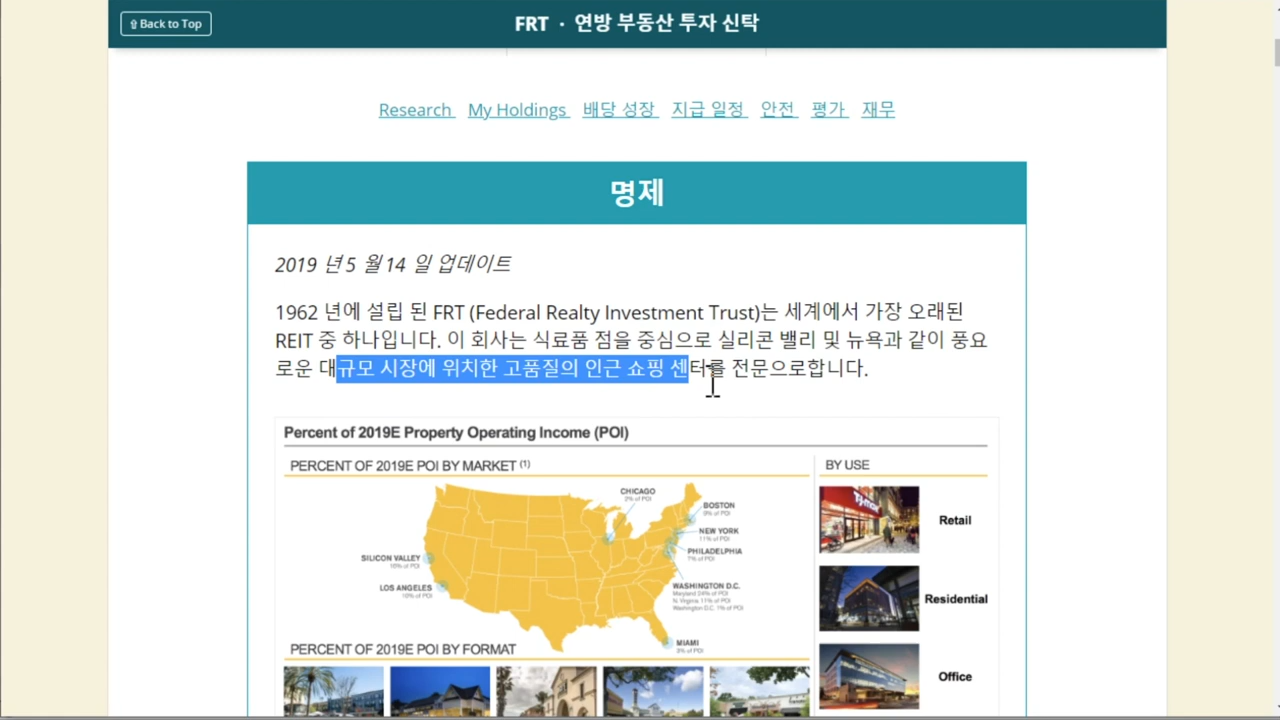 ⇧Back to Top
FRT · 연방 부동산 투자 신탁
Research My Holdings 배당 성장 지급 일정 안전 평가 재무
명제
2019 년 5 월 14 일 업데이트
1962 년에 설립 된 FRT (Federal Realty Investment Trust)는 세계에서 가장 오래된
REIT 중 하나입니다. 이 회사는 식료품 점을 중심으로 실리콘 밸리 및 뉴욕과 같이 풍요
로운 대규모 시장에 위치한 고품질의 인근 쇼핑 센터를 전문으로합니다.
Percent of 2019E Property Operating Income (POI)
PERCENT OF 2019E POI BY MARKET (1)
BY USE
CHICAGO
BOSTON
NEW YORK
11% of POI
PHILADELPHIA
7% of POI
SILICON VALLEY
LOS ANGELES
WASHINGTON D.C.
MIAMI
Retail
Residential
Office
PERCENT OF 2019E POI BY FORMAT